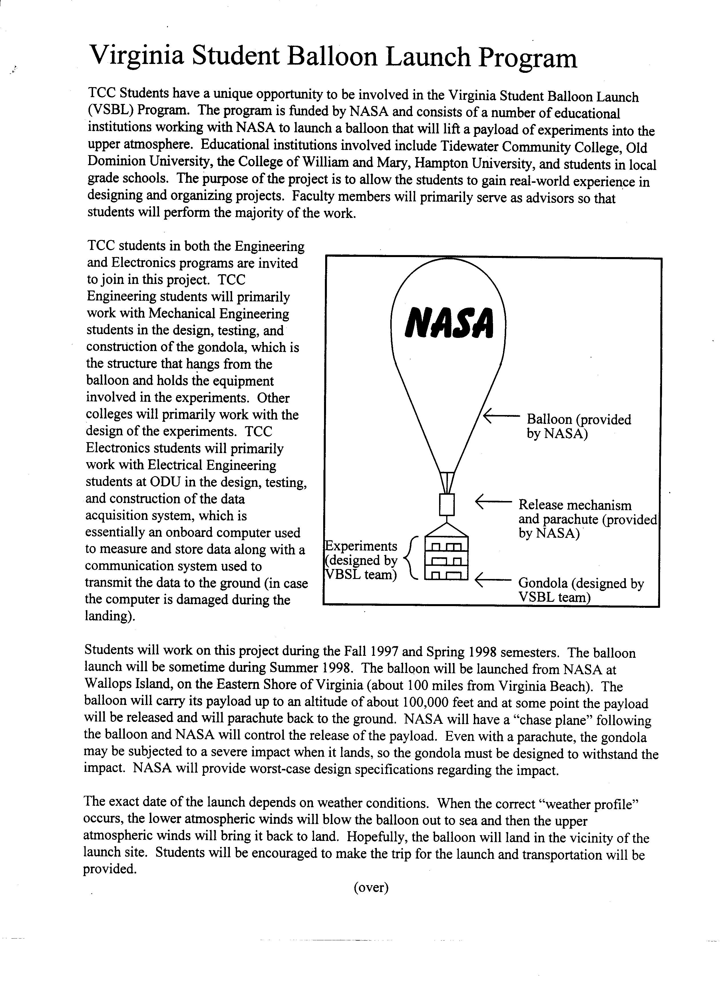 Virginia Student Balloon Launch Program
TCC Students have a unique opportunity to be involved in the Virginia Student Balloon Launch
(VSBL) Program.  The program is funded by NASA and consists of a number of educational
institutions working with NASA to launch a balloon that will lift a payload of experiments into the
upper atmosphere.  Educational institutions involved include Tidewater Community College, Old
Dominion University, the College of William and Mary, Hampton University, and students in local
grade schools.  The purpose of the project is to allow the students to gain real-world experience in
designing and organizing projects.  Faculty members will primarily serve as advisors so that
students will perform the majority of the work.
TCC students in both the Engineering
and Electronics programs are invited
to join in this project.  TCC
Engineering students will primarily
work with Mechanical Engineering
students in the design, testing, and
construction of the gondola, which is
the structure that hangs from the
balloon and holds the equipment
involved in the experiments.  Other
colleges will primarily work with the
design of the experiments.  TCC
Electronics students will primarily
work with Electrical Engineering
students at ODU in the design, testing,
and construction of the data
acquisition system, which is
essentially an onboard computer used
to measure and store data along with a
communication system used to
transmit the data to the ground (in case
the computer is damaged during the
landing).
NASA
Balloon (provided
by NASA)
Release mechanism
and parachute (provided
by NASA)
Experiments
(designed by
VBSL team)
Gondola (designed by
VSBL team)
Students will work on this project during the Fall 1997 and Spring 1998 semesters.  The balloon
launch will be sometime during Summer 1998.  The balloon will be launched from NASA at
Wallops Island, on the Eastern Shore of Virginia (about 100 miles from Virginia Beach).  The
balloon will carry its payload up to an altitude of about 100,000 feet and at some point the payload
will be released and will parachute back to the ground.  NASA will have a “chase plane” following
the balloon and NASA will control the release of the payload.  Even with a parachute, the gondola
may be subjected to a severe impact when it lands, so the gondola must be designed to withstand the
impact.  NASA will provide worst-case design specifications regarding the impact.
The exact date of the launch depends on weather conditions.  When the correct “weather profile”
occurs, the lower atmospheric winds will blow the balloon out to sea and then the upper
atmospheric winds will bring it back to land.  Hopefully, the balloon will land in the vicinity of the
launch site.  Students will be encouraged to make the trip for the launch and transportation will be
provided.
(over)